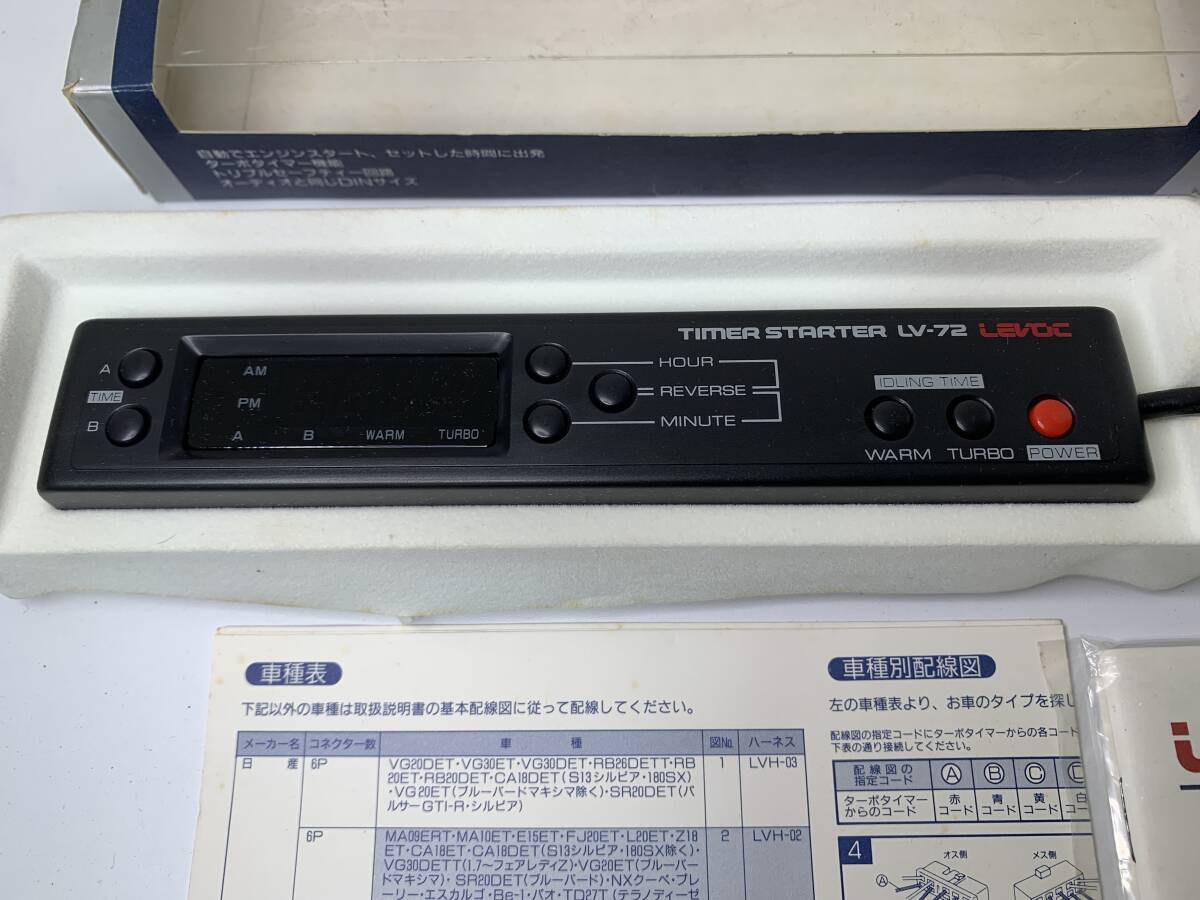 自動でエンジンスタート、セットした時間に出発
ターボタイマー機能
トリプルセーフティー回路
オーディオと同じDINサイズ
TIMER STARTER LV-72 LEVOC
A
TIME
B
AM
PM
A B WARM TURBO
HOUR
REVERSE
MINUTE
IDLING TIME
WARM TURBO POWER
車種表
下記以外の車種は取扱説明書の基本配線図に従って配線してください。
メーカー名 コネクター数 車種 図No. ハーネス
日産 6P VG20DET・VG30ET・VG30DET・RB26DETT・RB 1 LVH-03
20ET・RB20DET・CA18DET(S13シルビア・180SX)
・VG20ET(ブルーバードマキシマ除く)・SR20DET(パ
ルサーGTI-R・シルビア)
6P MA09ERT・MA10ET・E15ET・FJ20ET・L20ET・Z18 2 LVH-02
ET・CA18ET・CA18DET(S13シルビア・180SX除く)・
VG30DETT(1.7〜フェアレディZ)・VG20ET(ブルーバー
ドマキシマ)・SR20DET(ブルーバード)・NXクーペ・プレ
ーリー・エスカルゴ・Be-1・パオ・TD27T(テラノディーゼ
車種別配線図
左の車種表より、お車のタイプを探し
配線図の指定コードにターボタイマーからの各コート
下表の通り接続してください。
配線図の指定コード Ⓐ Ⓑ Ⓒ
ターボタイマーからのコード 赤コード 青コード 黄コード 白
4
オス側 メス側
Ⓐ